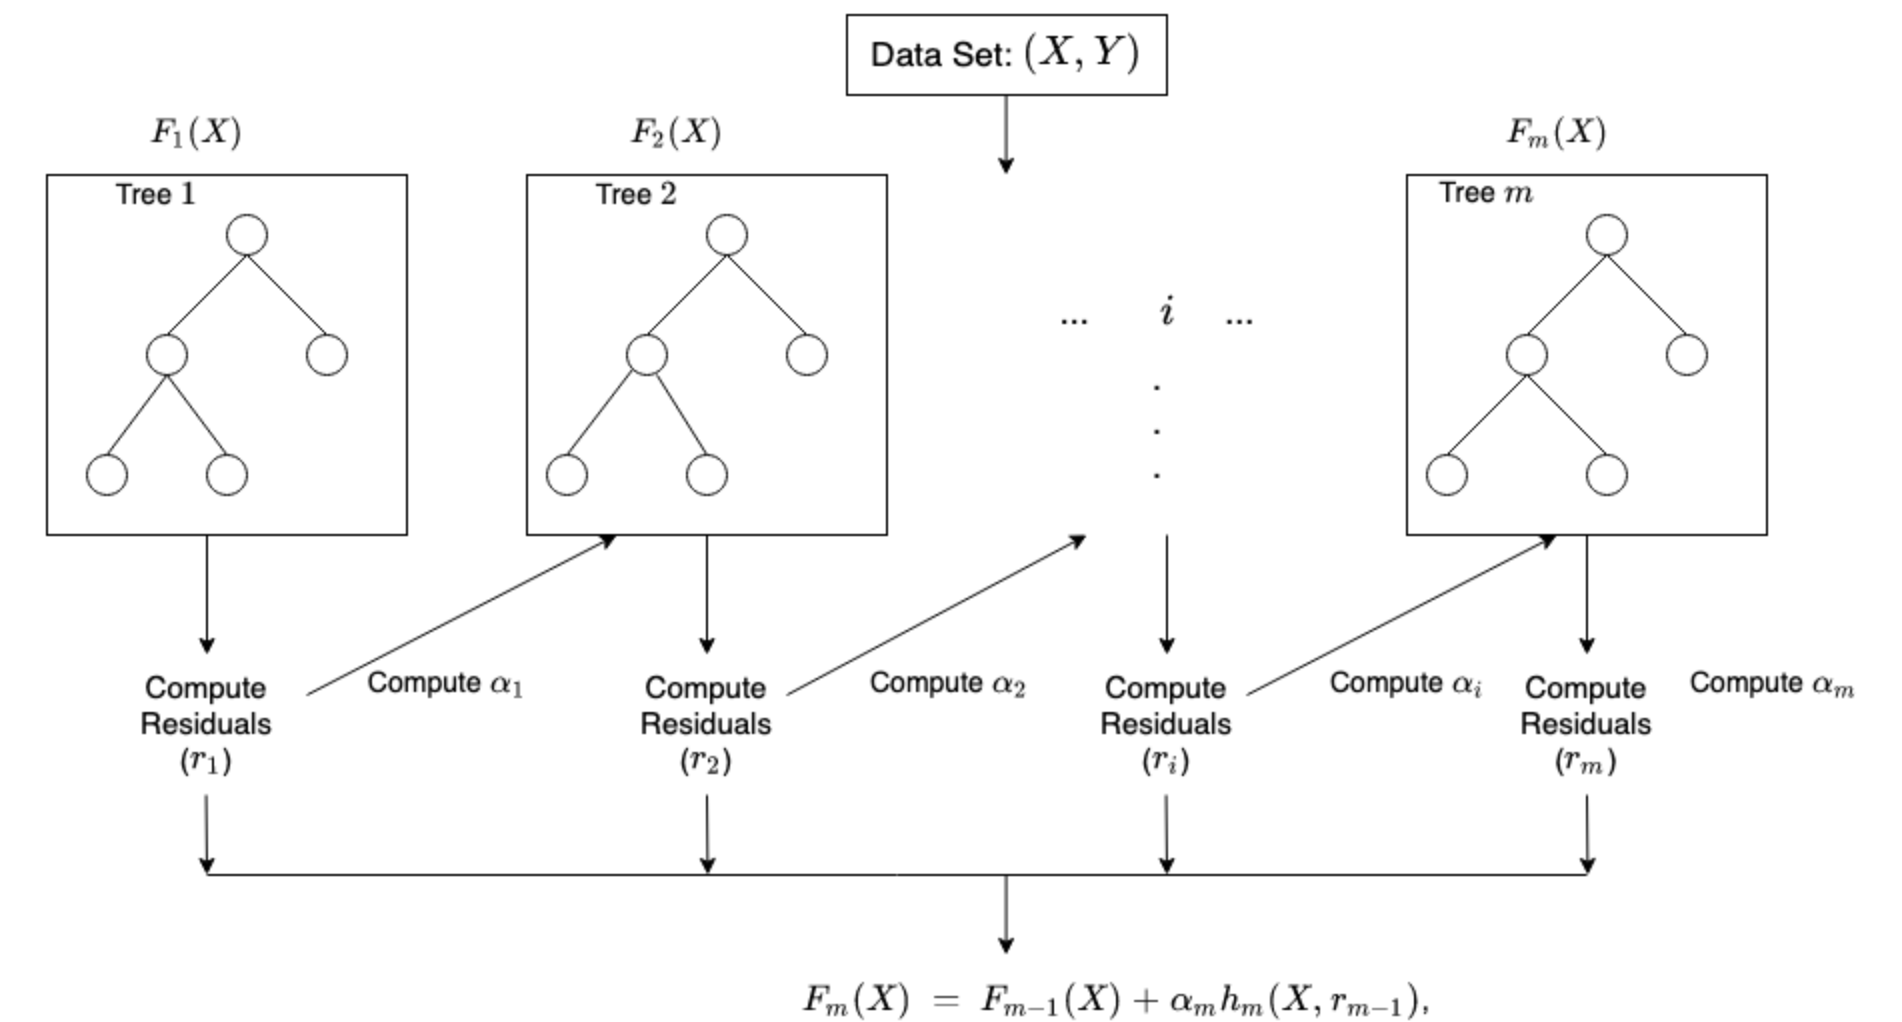 Data Set: (X, Y)
F₁(X)
F₂(X)
Fₘ(X)
Tree 1
Tree 2
Tree m
... i ...
.
.
.
Compute
Residuals
(r₁)
Compute α₁
Compute
Residuals
(r₂)
Compute α₂
Compute
Residuals
(rᵢ)
Compute αᵢ
Compute
Residuals
(rₘ)
Compute αₘ
Fₘ(X) = Fₘ₋₁(X) + αₘhₘ(X, rₘ₋₁),